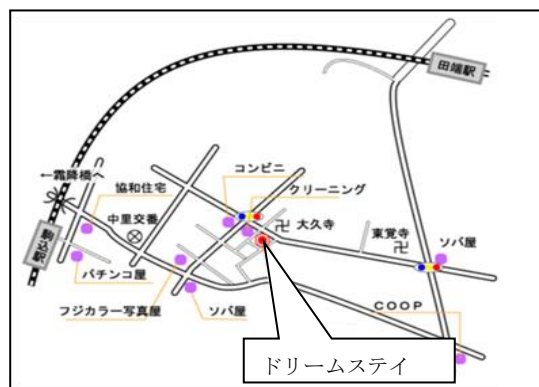 田端駅
コンビニ
←霜降橋へ
クリーニング
協和住宅
中里交番
大久寺
東覚寺
ソバ屋
駒込駅
パチンコ屋
フジカラー写真屋
ソバ屋
COOP
ドリームステイ